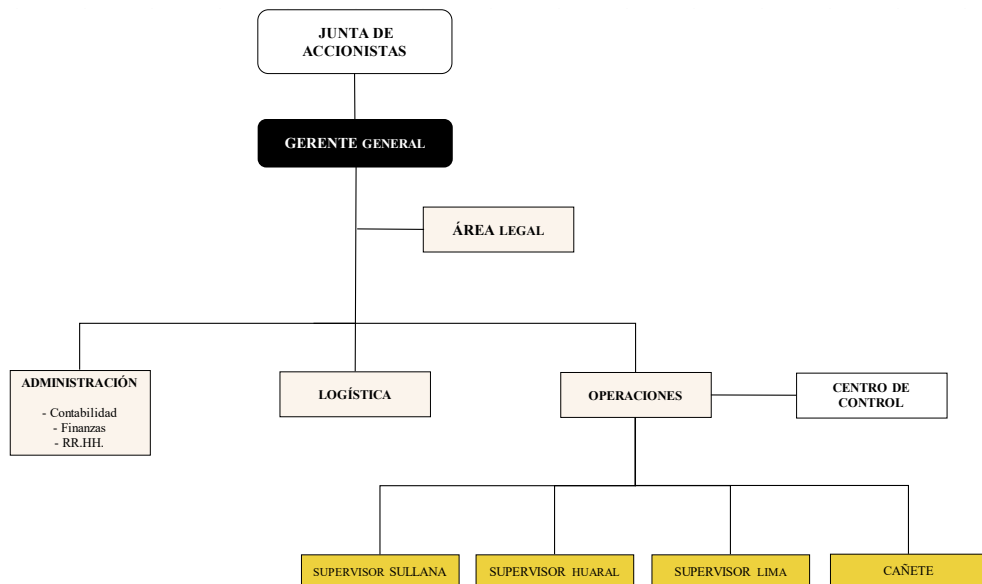 JUNTA DE
ACCIONISTAS
GERENTE GENERAL
ÁREA LEGAL
ADMINISTRACIÓN
- Contabilidad
- Finanzas
- RR.HH.
LOGÍSTICA
OPERACIONES
CENTRO DE
CONTROL
SUPERVISOR SULLANA
SUPERVISOR HUARAL
SUPERVISOR LIMA
CAÑETE